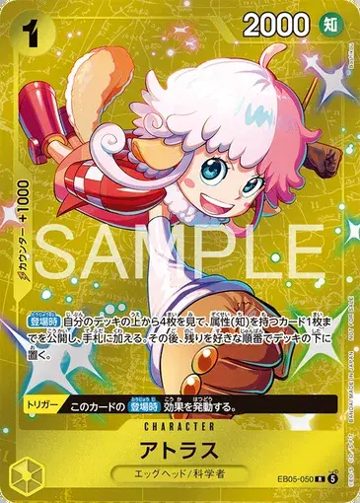 1
2000
知
カウンター +1000
SAMPLE
登場時 自分のデッキの上から4枚を見て、属性(知)を持つカード1枚
までを公開し、手札に加える。その後、残りを好きな順番でデッキの下に
置く。
トリガー このカードの 登場時 効果を発動する。
CHARACTER
アトラス
エッグヘッド/科学者
EB05-050 R 5